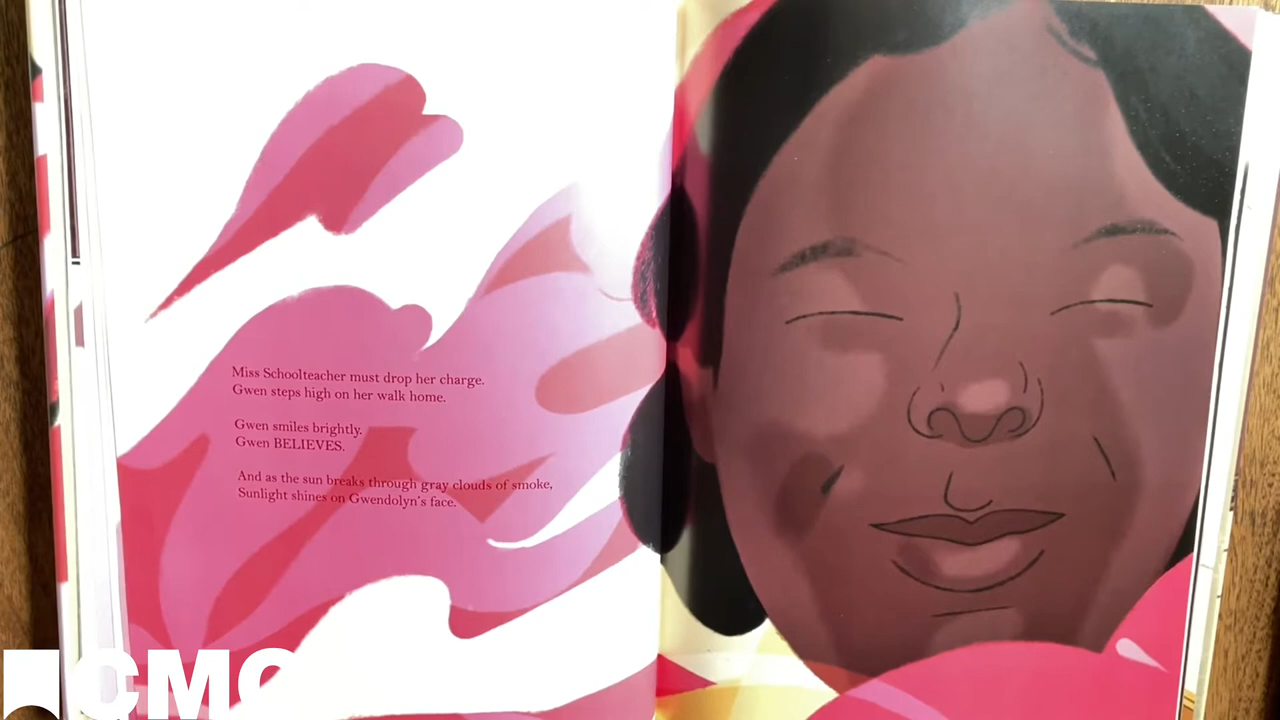 Miss Schoolteacher must drop her charge.
Gwen steps high on her walk home.
Gwen smiles brightly.
Gwen BELIEVES.
And as the sun breaks through gray clouds of smoke,
Sunlight shines on Gwendolyn's face.
CMC